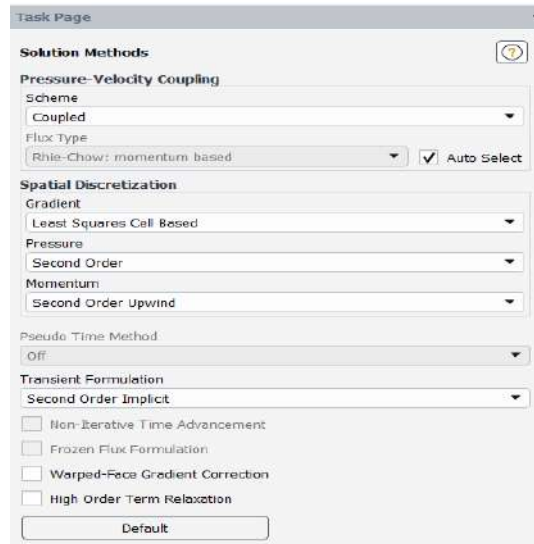 Task Page
Solution Methods
?
Pressure-Velocity Coupling
Scheme
Coupled
Flux Type
Rhie-Chow: momentum based
Auto Select
Spatial Discretization
Gradient
Least Squares Cell Based
Pressure
Second Order
Momentum
Second Order Upwind
Pseudo Time Method
Off
Transient Formulation
Second Order Implicit
Non-Iterative Time Advancement
Frozen Flux Formulation
Warped-Face Gradient Correction
High Order Term Relaxation
Default